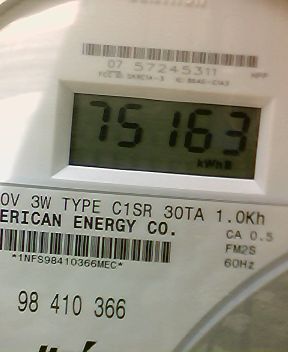 07 57245311
75163
kWh
0V 3W TYPE C1SR 30TA 1.0Kh
ERICAN ENERGY CO.
CA 0.5
FM2S
60Hz
*1NFS98410366MEC*
98 410 366